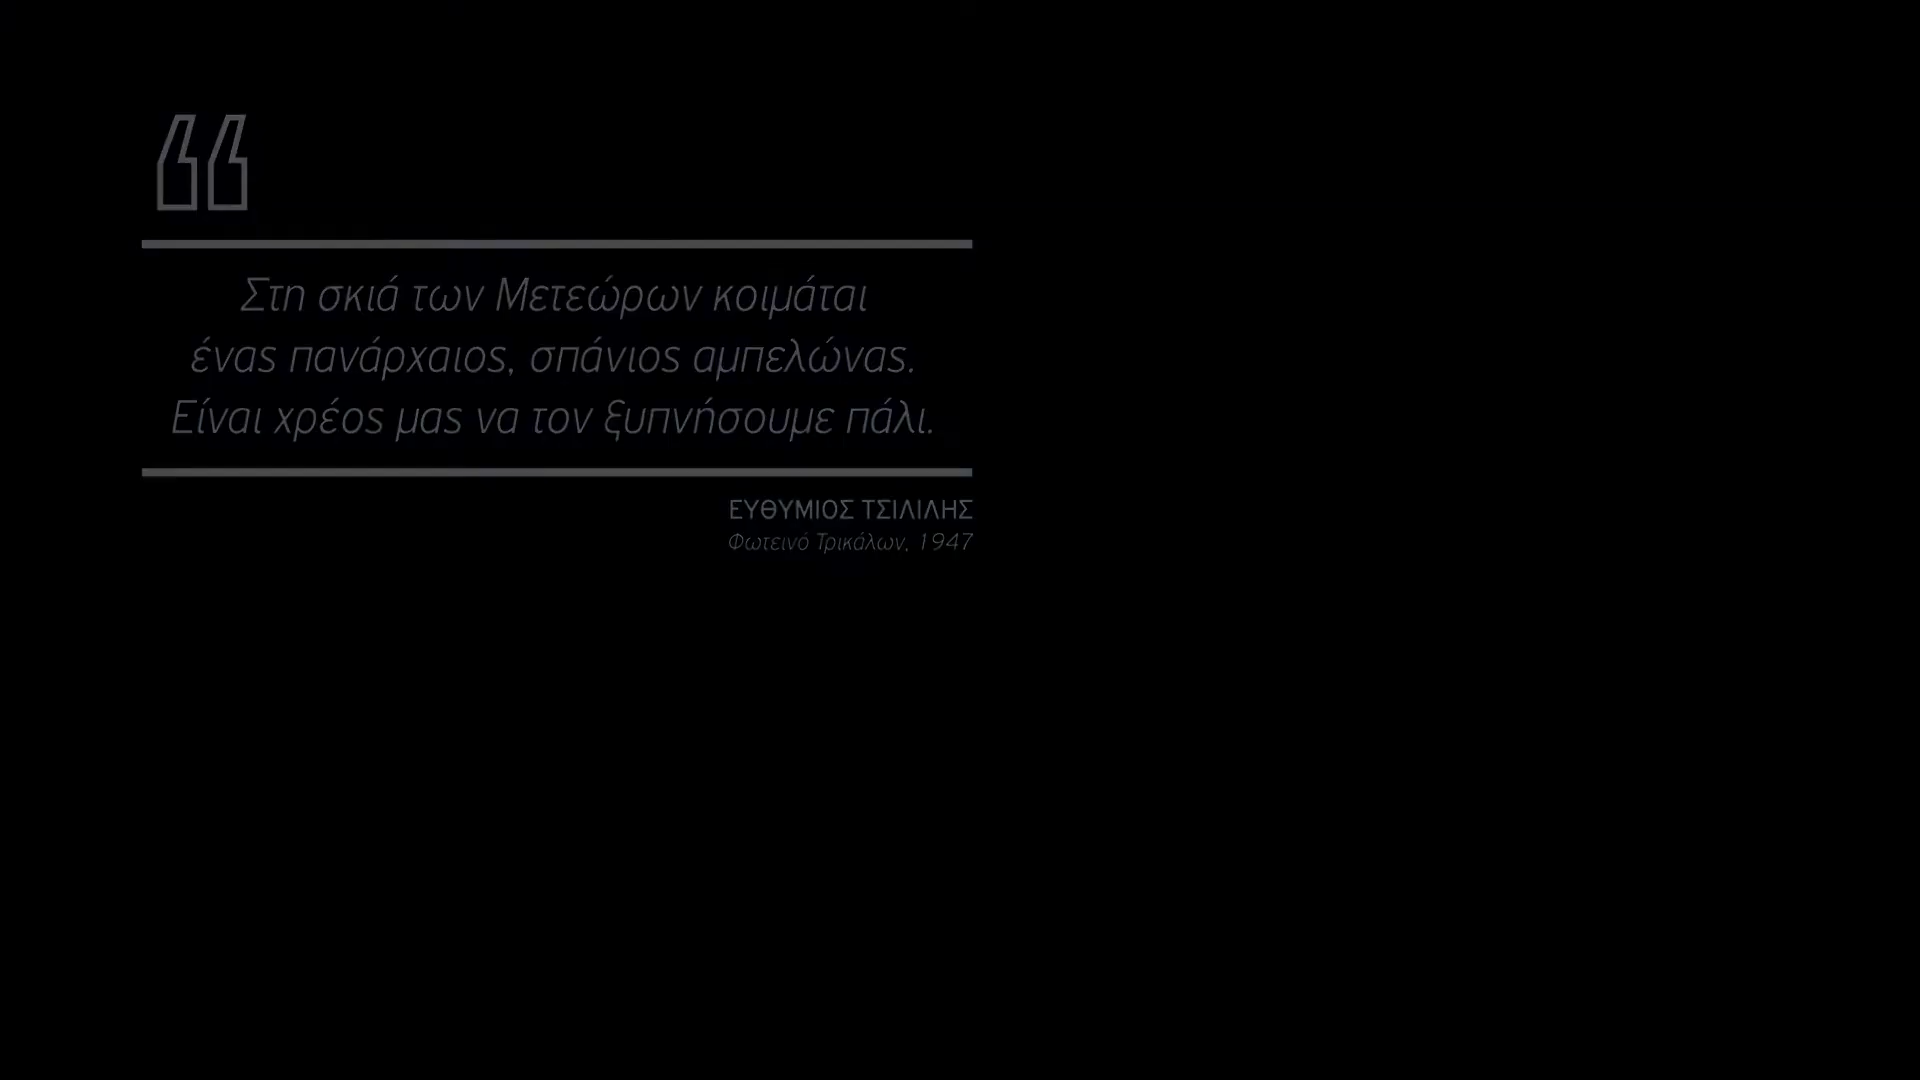 “
Στη σκιά των Μετεώρων κοιμάται
ένας πανάρχαιος, σπάνιος αμπελώνας.
Είναι χρέος μας να τον ξυπνήσουμε πάλι.
ΕΥΘΥΜΙΟΣ ΤΣΙΛΙΛΗΣ
Φωτεινό Τρικάλων, 1947